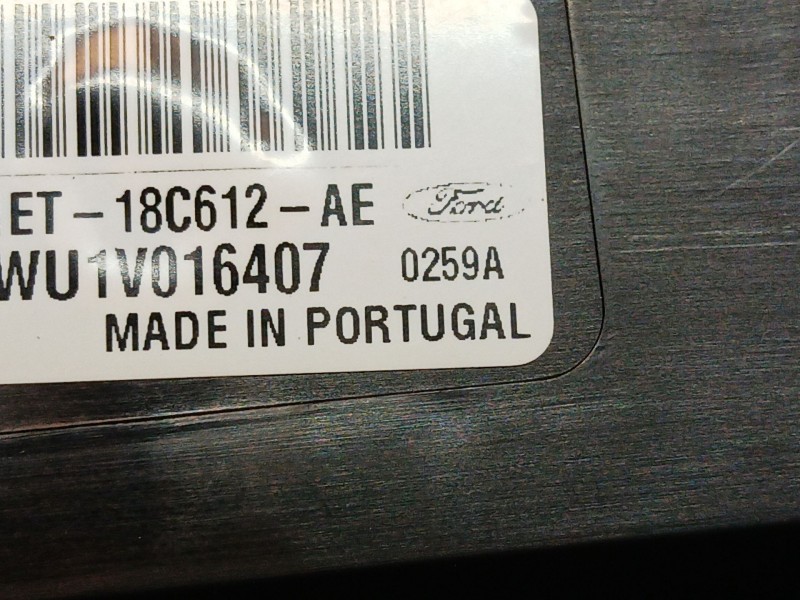 ET-18C612-AE Ford
WU1V016407 0259A
MADE IN PORTUGAL